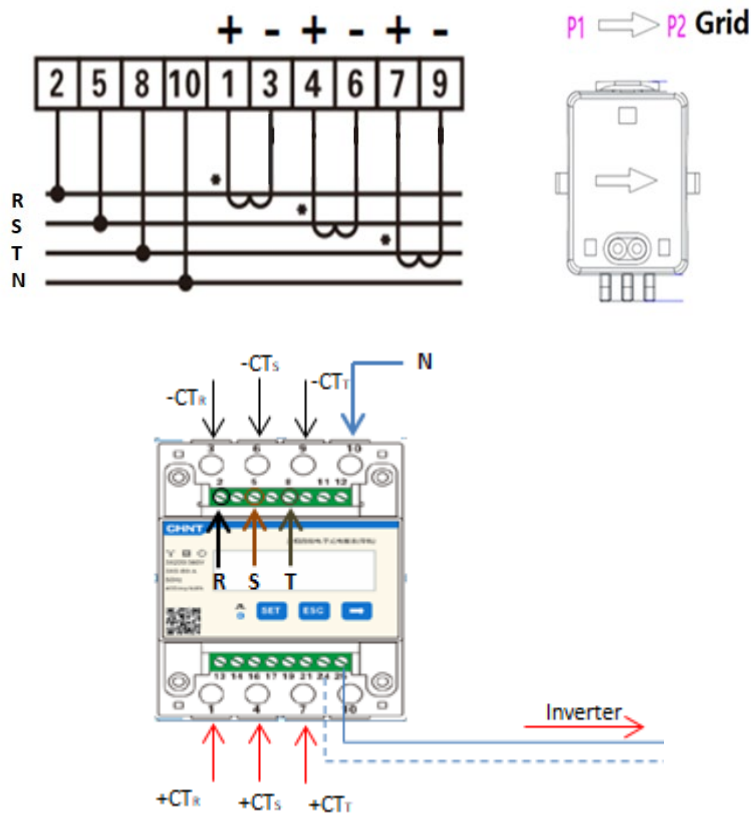 + - + - + -
P1 P2 Grid
2 5 8 10 1 3 4 6 7 9
R
S
T
N
-CTS
N
-CTR
-CTT
3 6 9 10
2 5 8 11 12
CHNT
R S T
SET ESC
13 14 16 17 19 21 24 25
1 4 7 10
Inverter
+CTR +CTS +CTT